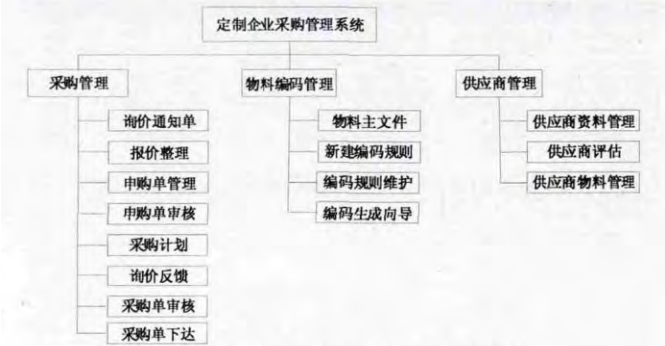 定制企业采购管理系统
采购管理
物料编码管理
供应商管理
询价通知单
报价整理
申购单管理
申购单审核
采购计划
询价反馈
采购单审核
采购单下达
物料主文件
新建编码规则
编码规则维护
编码生成向导
供应商资料管理
供应商评估
供应商物料管理